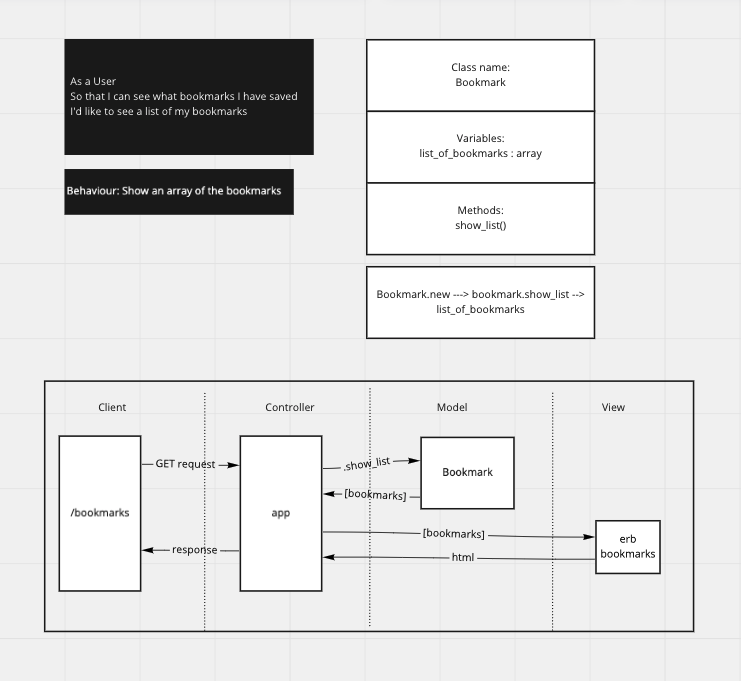 As a User
So that I can see what bookmarks I have saved
I'd like to see a list of my bookmarks
Behaviour: Show an array of the bookmarks
Class name:
Bookmark
Variables:
list_of_bookmarks : array
Methods:
show_list()
Bookmark.new ---> bookmark.show_list -->
list_of_bookmarks
Client
Controller
Model
View
/bookmarks
GET request
response
app
.show_list
[bookmarks]
Bookmark
[bookmarks]
html
erb
bookmarks